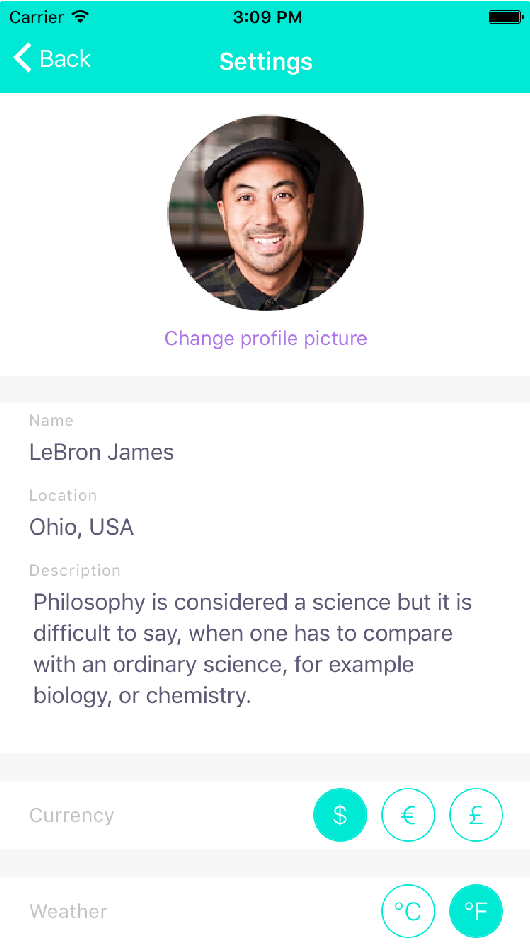 Carrier 3:09 PM
Back Settings
Change profile picture
Name
LeBron James
Location
Ohio, USA
Description
Philosophy is considered a science but it is
difficult to say, when one has to compare
with an ordinary science, for example
biology, or chemistry.
Currency $ € £
Weather °C °F